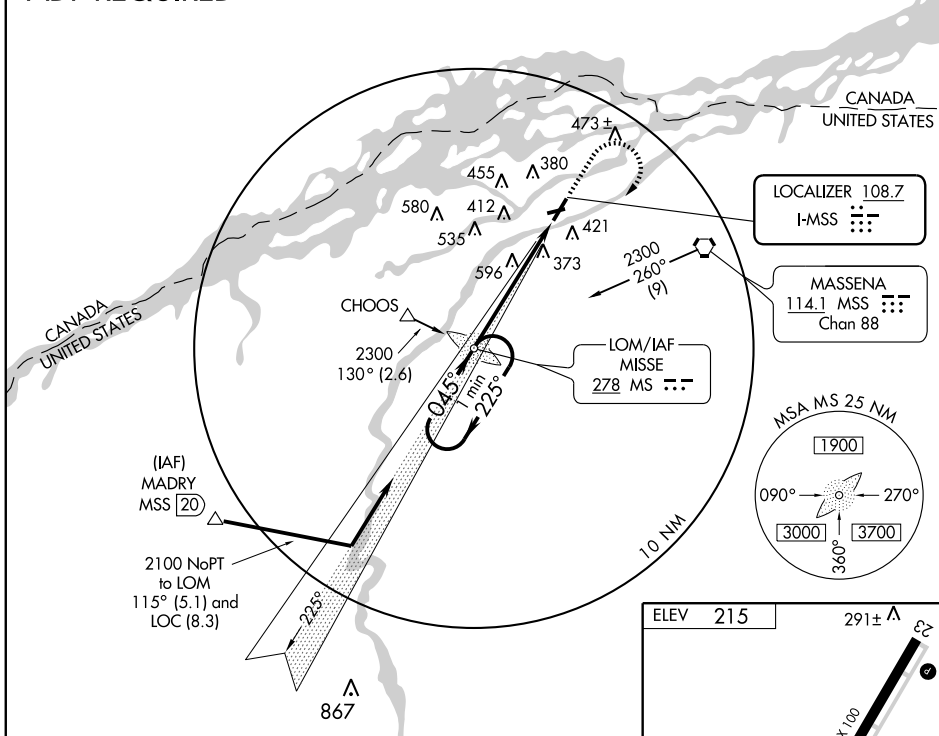 CANADA
UNITED STATES
473 ±
455
380
580
412
535
421
596
373
LOCALIZER 108.7
I-MSS
2300
260°
(9)
MASSENA
114.1 MSS
Chan 88
CANADA
UNITED STATES
CHOOS
2300
130° (2.6)
LOM/IAF
MISSE
278 MS
045°
1 min
225°
MSA MS 25 NM
1900
090°
270°
3000
3700
360°
(IAF)
MADRY
MSS 20
2100 NoPT
to LOM
115° (5.1) and
LOC (8.3)
10 NM
225°
867
ELEV 215
291±
23
P
X 100